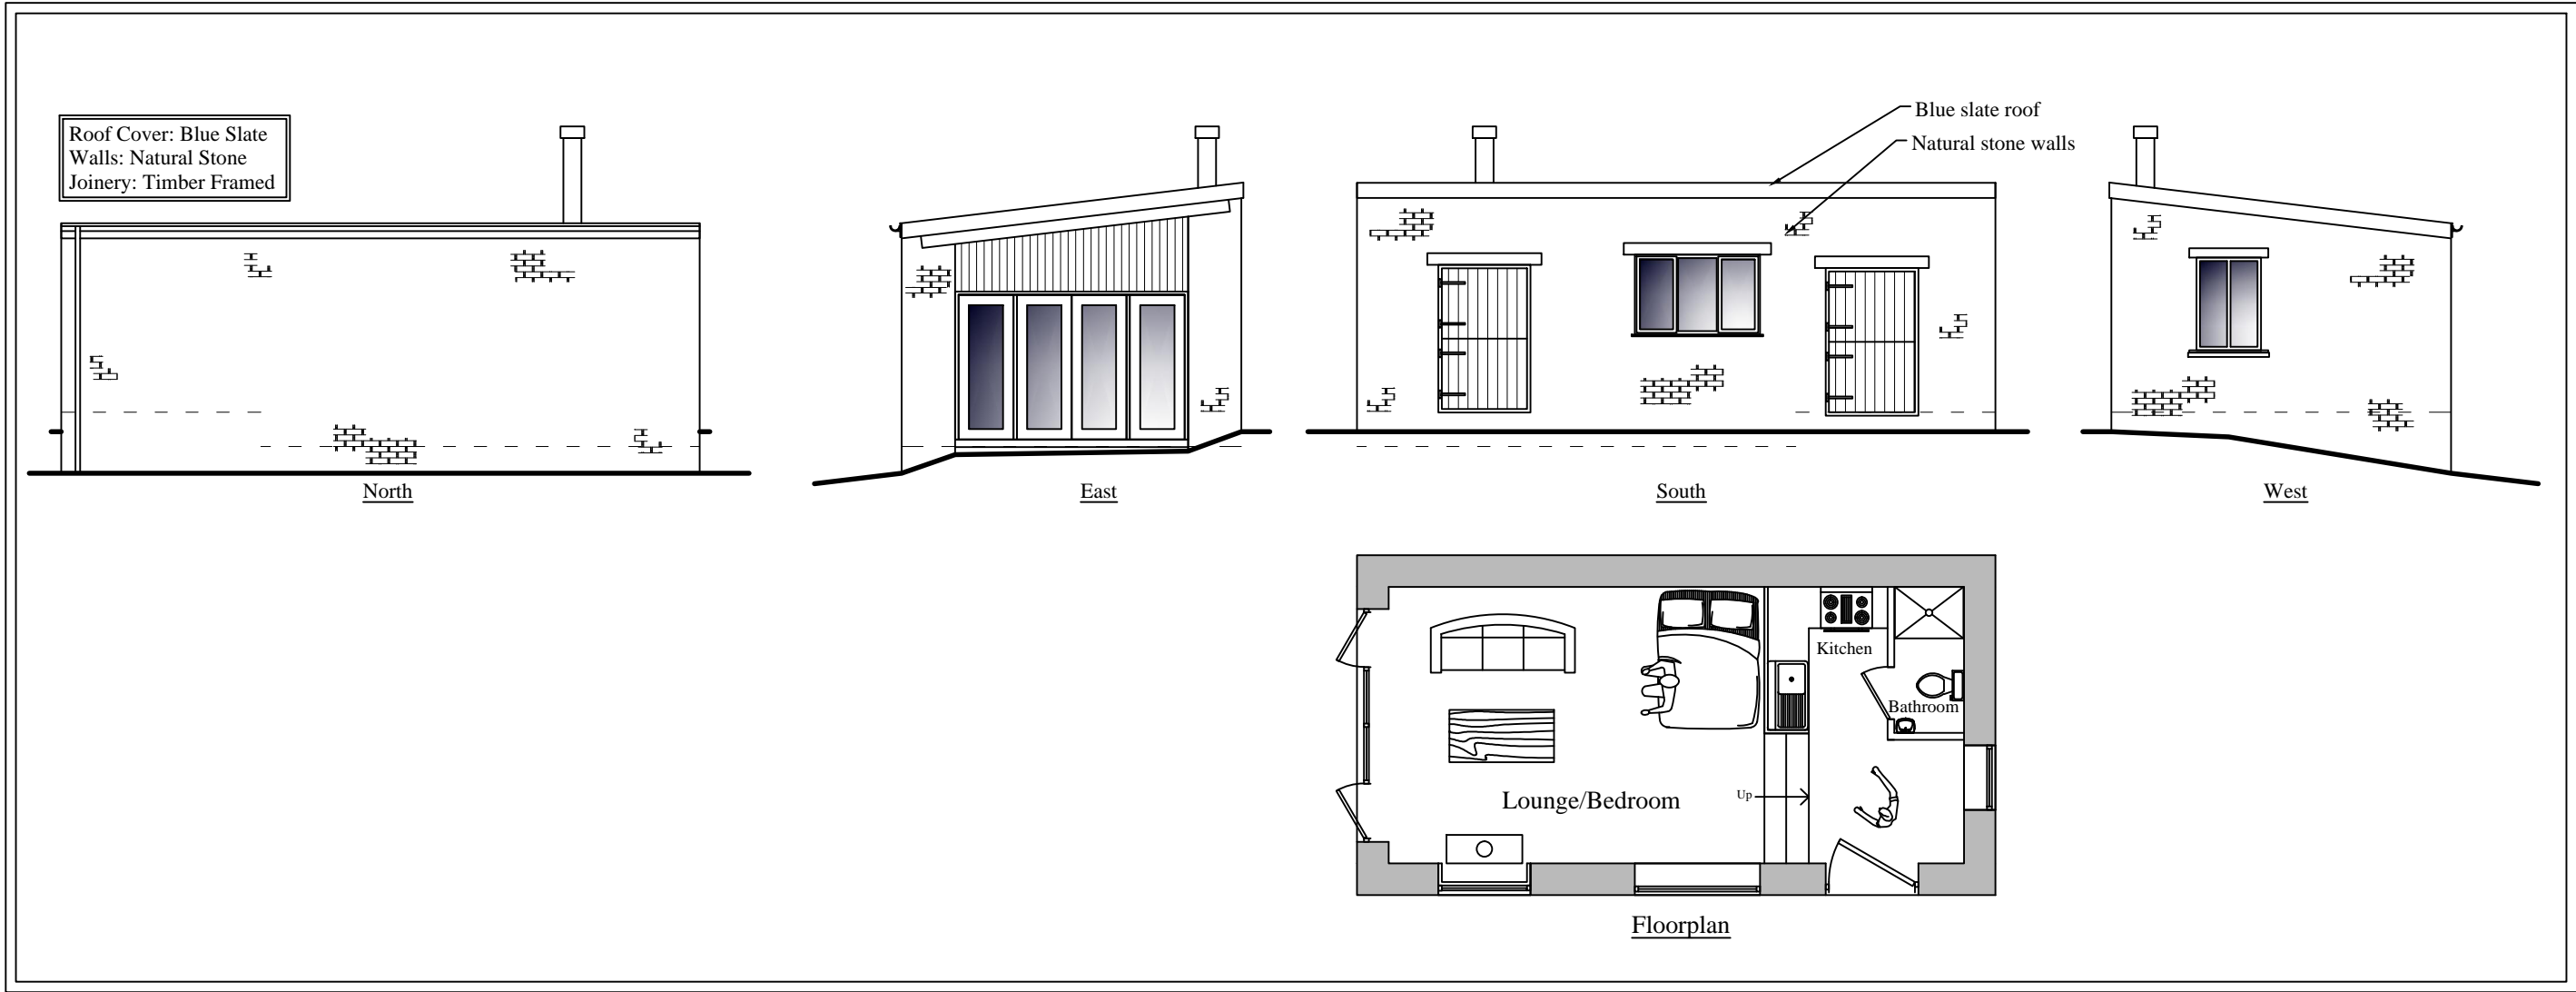 Roof Cover: Blue Slate
Walls: Natural Stone
Joinery: Timber Framed
Blue slate roof
Natural stone walls
North
East
South
West
Kitchen
Bathroom
Lounge/Bedroom
Up
Floorplan